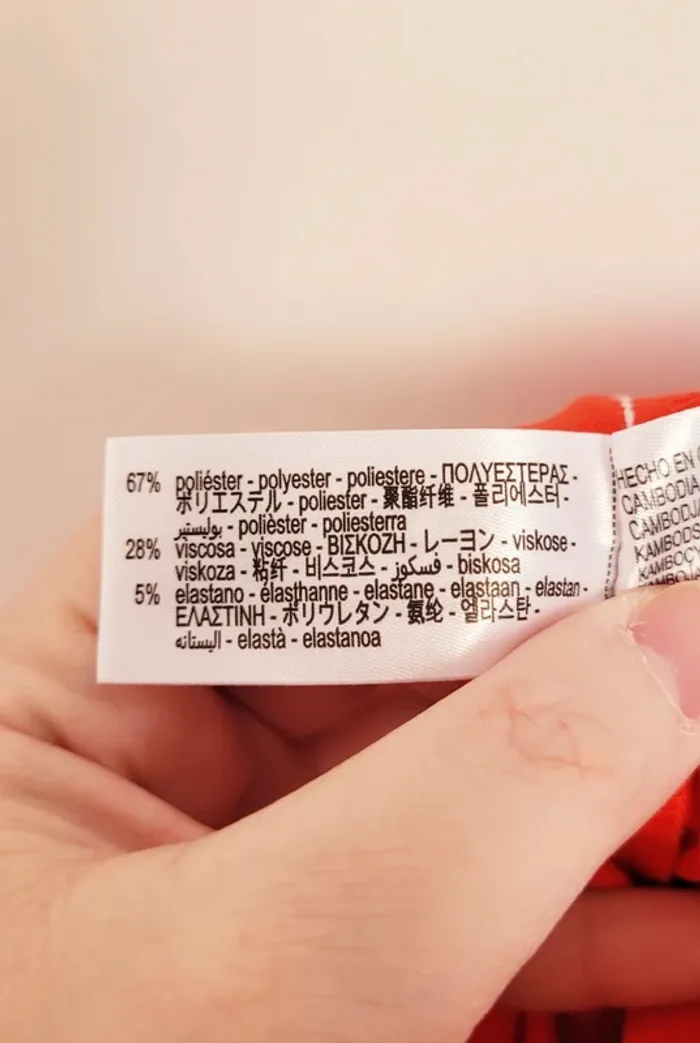 67% poliéster - polyester - poliestere - ΠΟΛΥΕΣΤΕΡΑΣ -
ポリエステル - poliester - 聚酯纤维 - 폴리에스터 -
بوليستير - polièster - poliesterra
28% viscosa - viscose - ΒΙΣΚΟΖΗ - レーヨン - viskose -
viskoza - 粘纤 - 비스코스 - فسكوز - biskosa
5% elastano - élasthanne - elastane - elastaan - elastan -
ΕΛΑΣΤΙΝΗ - ポリウレタン - 氨纶 - 엘라스탄 -
اليستانه - elastà - elastanoa
HECHO EN
CAMBODIA
CAMBODJ
KAMBODS